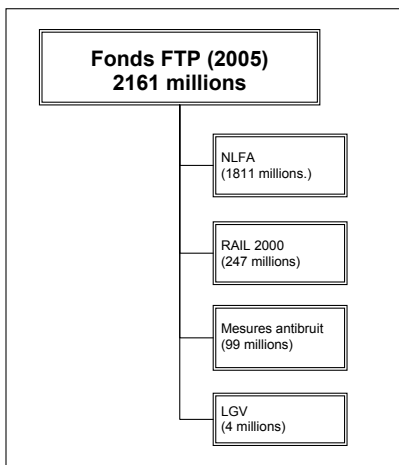 Fonds FTP (2005)
2161 millions
NLFA
(1811 millions.)
RAIL 2000
(247 millions)
Mesures antibruit
(99 millions)
LGV
(4 millions)